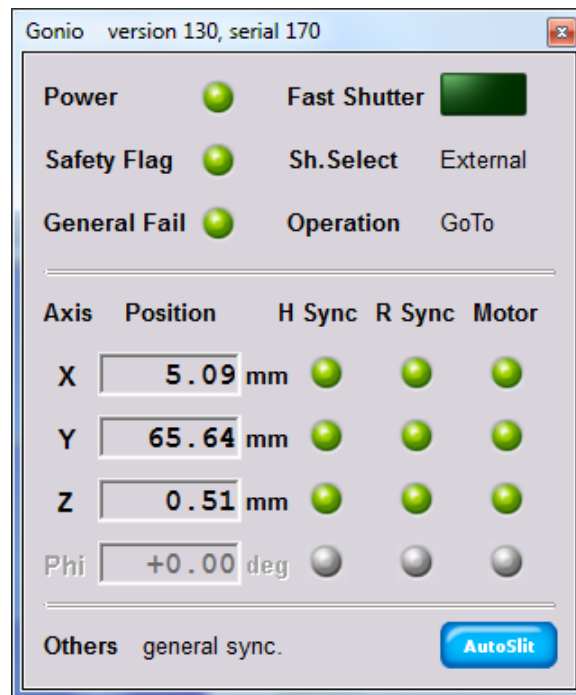 Gonio version 130, serial 170
Power Fast Shutter
Safety Flag Sh.Select External
General Fail Operation GoTo
Axis Position H Sync R Sync Motor
X 5.09 mm
Y 65.64 mm
Z 0.51 mm
Phi +0.00 deg
Others general sync. AutoSlit